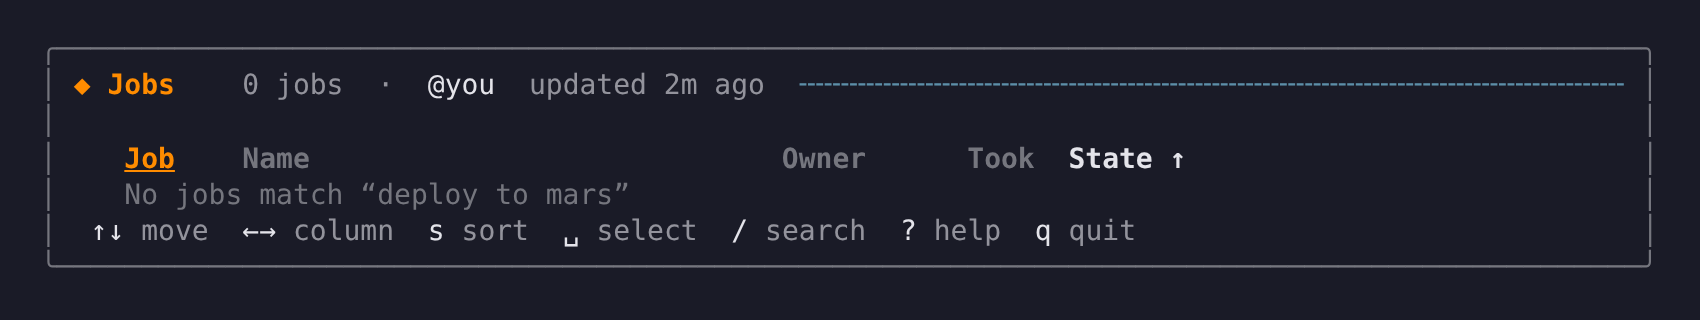 ◆ Jobs 0 jobs · @you updated 2m ago
Job Name Owner Took State ↑
No jobs match “deploy to mars”
↑↓ move ←→ column s sort ␣ select / search ? help q quit